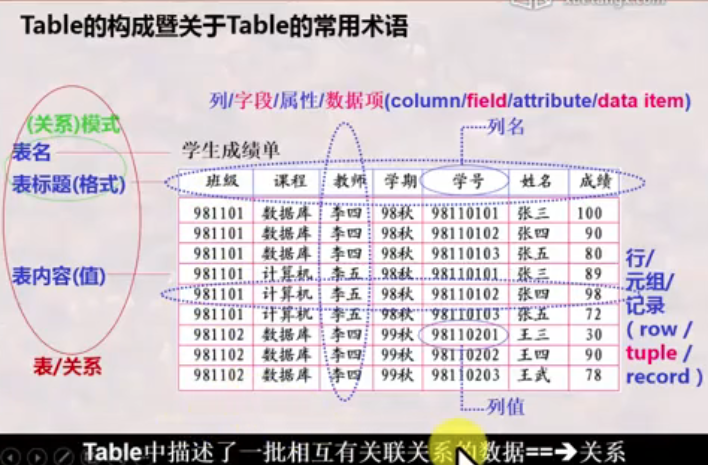 Table的构成暨关于Table的常用术语
列/字段/属性/数据项(column/field/attribute/data item)
(关系)模式
列名
表名
学生成绩单
表标题(格式)
班级 课程 教师 学期 学号 姓名 成绩
981101 数据库 李四 98秋 98110101 张三 100
981101 数据库 李四 98秋 98110102 张四 90
981101 数据库 李四 98秋 98110103 张五 80
981101 计算机 李五 98秋 98110101 张三 89
981101 计算机 李五 98秋 98110102 张四 98
981101 计算机 李五 98秋 98110103 张五 72
981102 数据库 李四 99秋 98110201 王三 30
981102 数据库 李四 99秋 98110202 王四 90
981102 数据库 李四 99秋 98110203 王武 78
表内容(值)
行/
元组/
记录
( row /
tuple /
record )
表/关系
列值
Table中描述了一批相互有关联关系的数据==➔关系